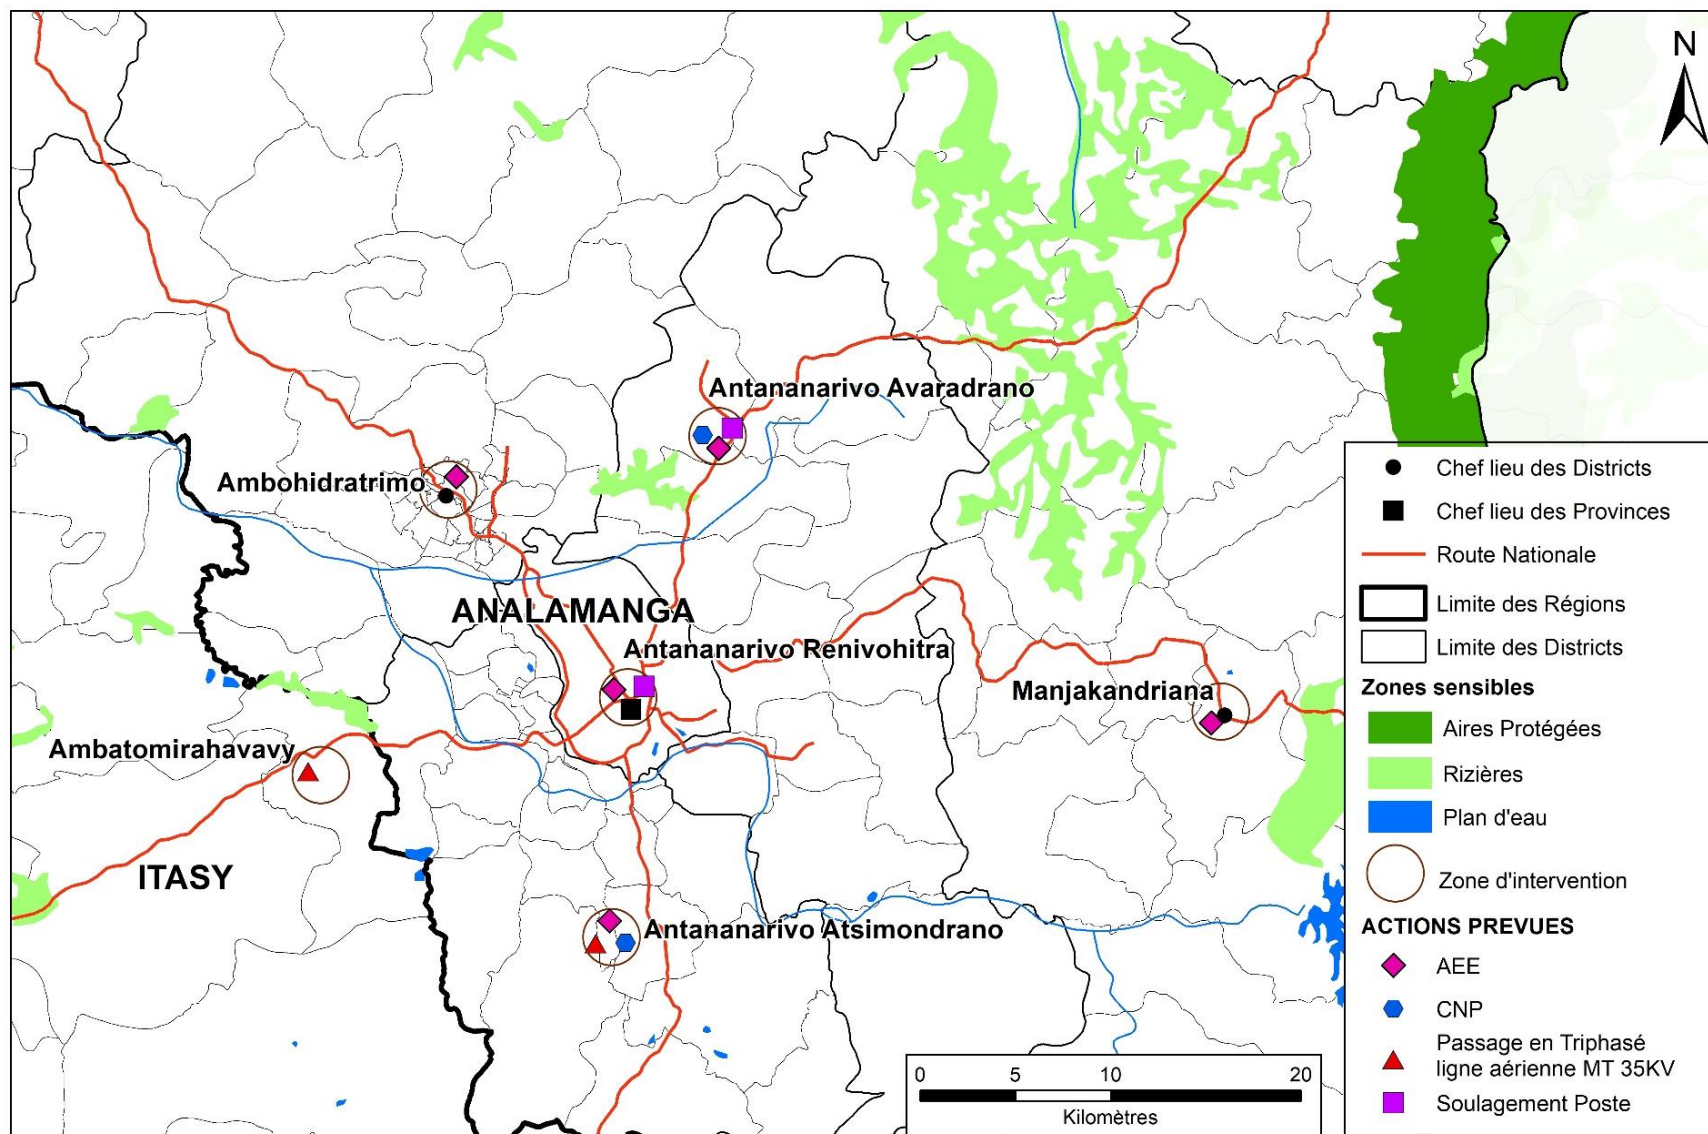 N
Antananarivo Avaradrano
Ambohidratrimo
ANALAMANGA
Antananarivo Renivohitra
Manjakandriana
Ambatomirahavavy
ITASY
Antananarivo Atsimondrano
Chef lieu des Districts
Chef lieu des Provinces
Route Nationale
Limite des Régions
Limite des Districts
Zones sensibles
Aires Protégées
Rizières
Plan d'eau
Zone d'intervention
ACTIONS PREVUES
AEE
CNP
Passage en Triphasé
ligne aérienne MT 35KV
Soulagement Poste
0 5 10 20
Kilomètres